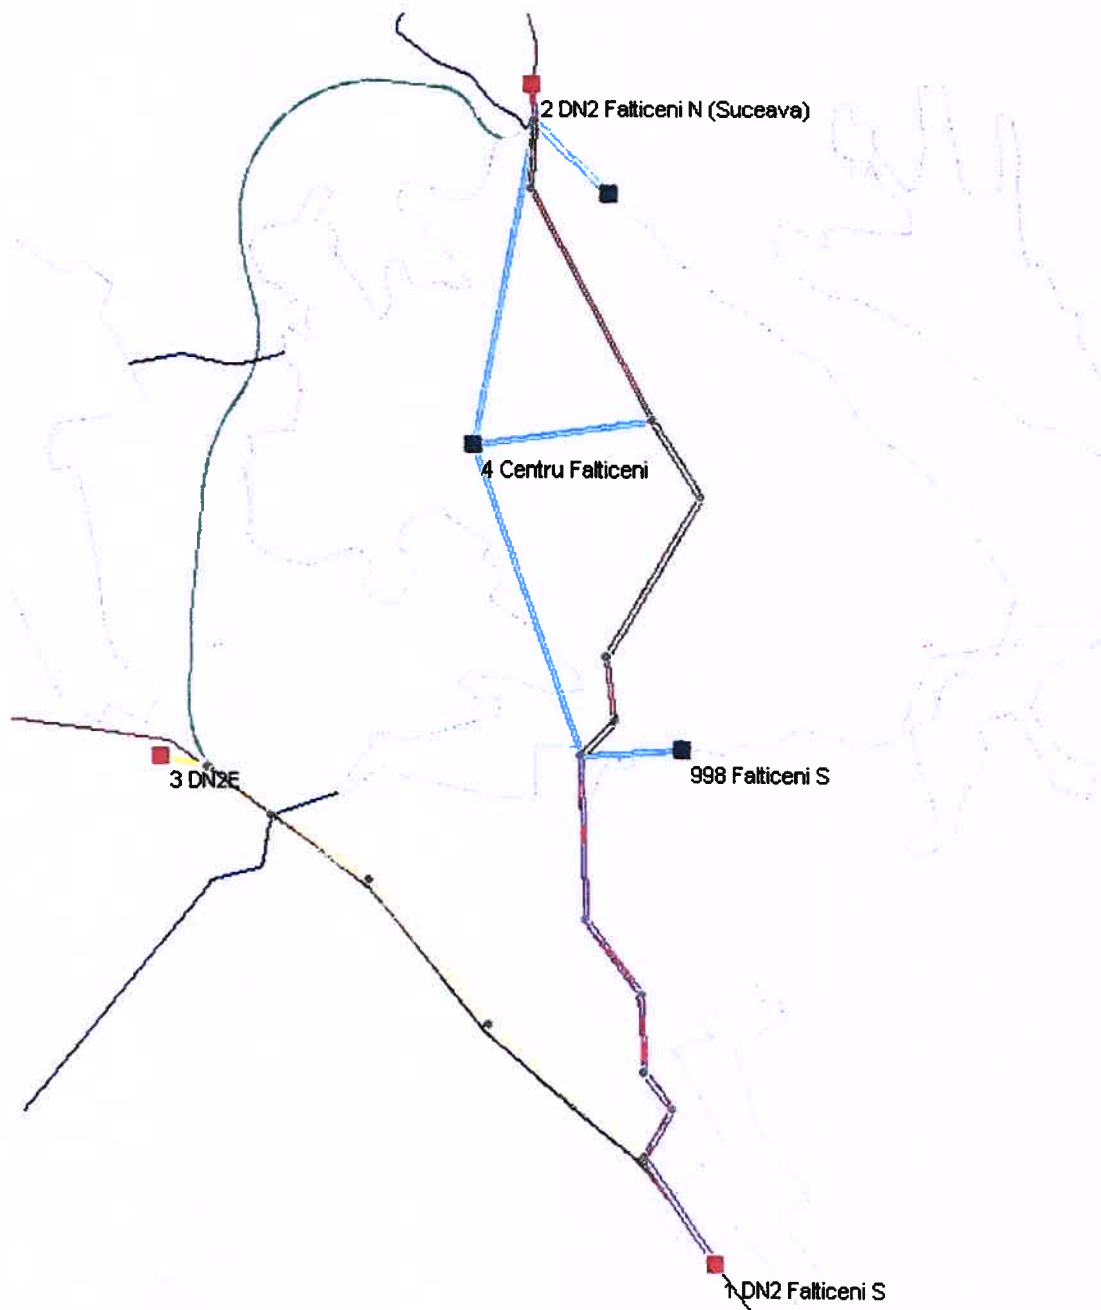 2 DN2 Falticeni N (Suceava)
4 Centru Falticeni
998 Falticeni S
3 DN2E
1 DN2 Falticeni S